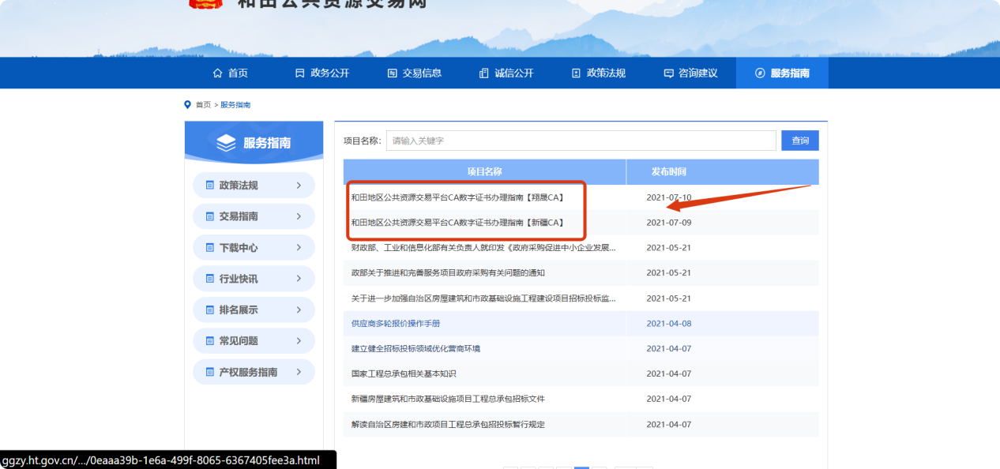 和田公共资源交易网
首页 政务公开 交易信息 诚信公开 政策法规 咨询建议 服务指南
首页 > 服务指南
服务指南
政策法规
交易指南
下载中心
行业快讯
排名展示
常见问题
产权服务指南
项目名称: 请输入关键字 查询
项目名称 发布时间
和田地区公共资源交易平台CA数字证书办理指南【翔晟CA】 2021-07-10
和田地区公共资源交易平台CA数字证书办理指南【新疆CA】 2021-07-09
财政部、工业和信息化部有关负责人就印发《政府采购促进中小企业发展... 2021-05-21
政部关于推进和完善服务项目政府采购有关问题的通知 2021-05-21
关于进一步加强自治区房屋建筑和市政基础设施工程建设项目招标投标监... 2021-05-21
供应商多轮报价操作手册 2021-04-08
建立健全招标投标领域优化营商环境 2021-04-07
国家工程总承包相关基本知识 2021-04-07
新疆房屋建筑和市政基础设施项目工程总承包招标文件 2021-04-07
解读自治区房建和市政项目工程总承包招投标暂行规定 2021-04-07
ggzy.ht.gov.cn/.../0eaaa39b-1e6a-499f-8065-6367405fee3a.html